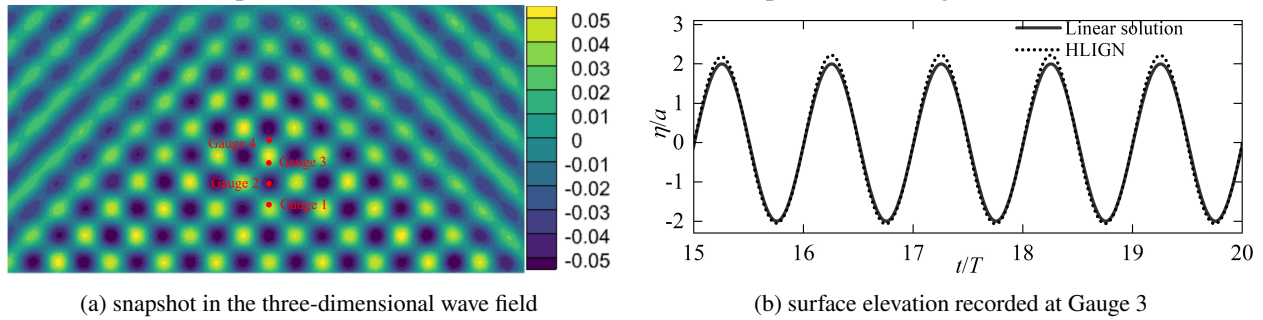 0.05
0.04
0.03
0.02
0.01
0
-0.01
-0.02
-0.03
-0.04
-0.05
Gauge 4
Gauge 3
Gauge 2
Gauge 1
(a) snapshot in the three-dimensional wave field
3
2
1
0
-1
-2
η/a
Linear solution
HLIGN
15 16 17 18 19 20
t/T
(b) surface elevation recorded at Gauge 3